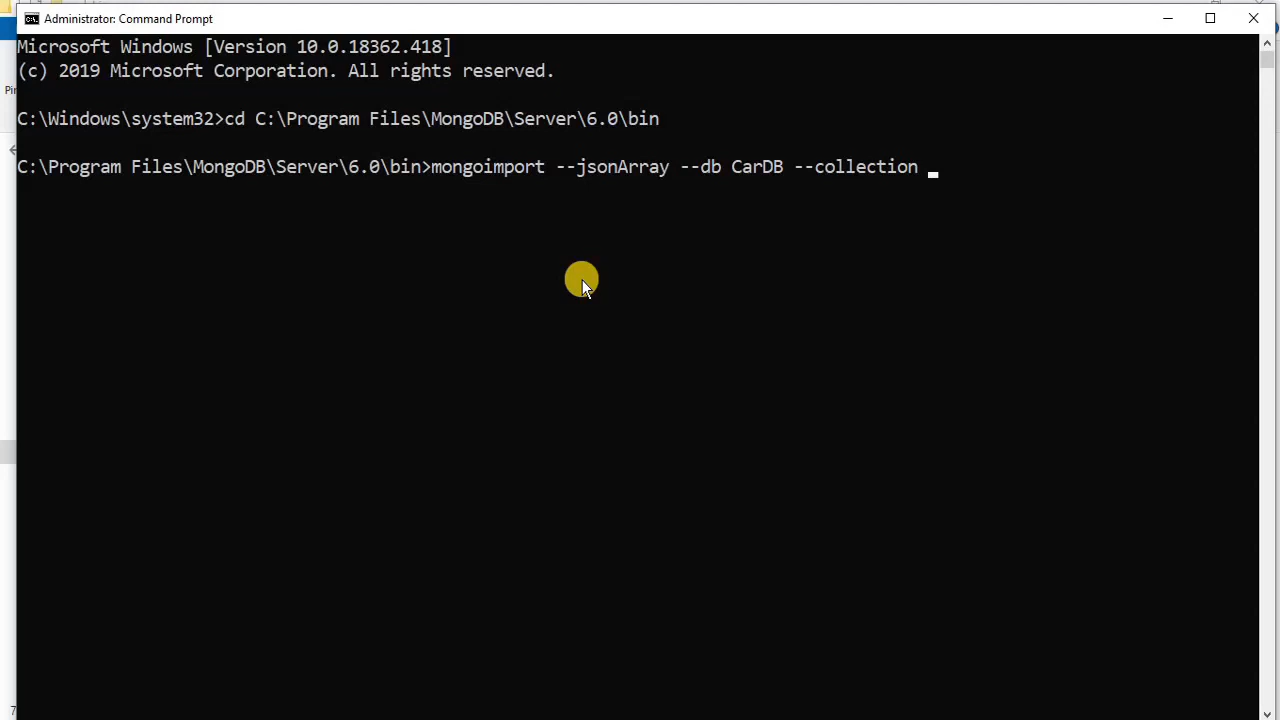 Administrator: Command Prompt
Microsoft Windows [Version 10.0.18362.418]
(c) 2019 Microsoft Corporation. All rights reserved.
C:\Windows\system32>cd C:\Program Files\MongoDB\Server\6.0\bin
C:\Program Files\MongoDB\Server\6.0\bin>mongoimport --jsonArray --db CarDB --collection